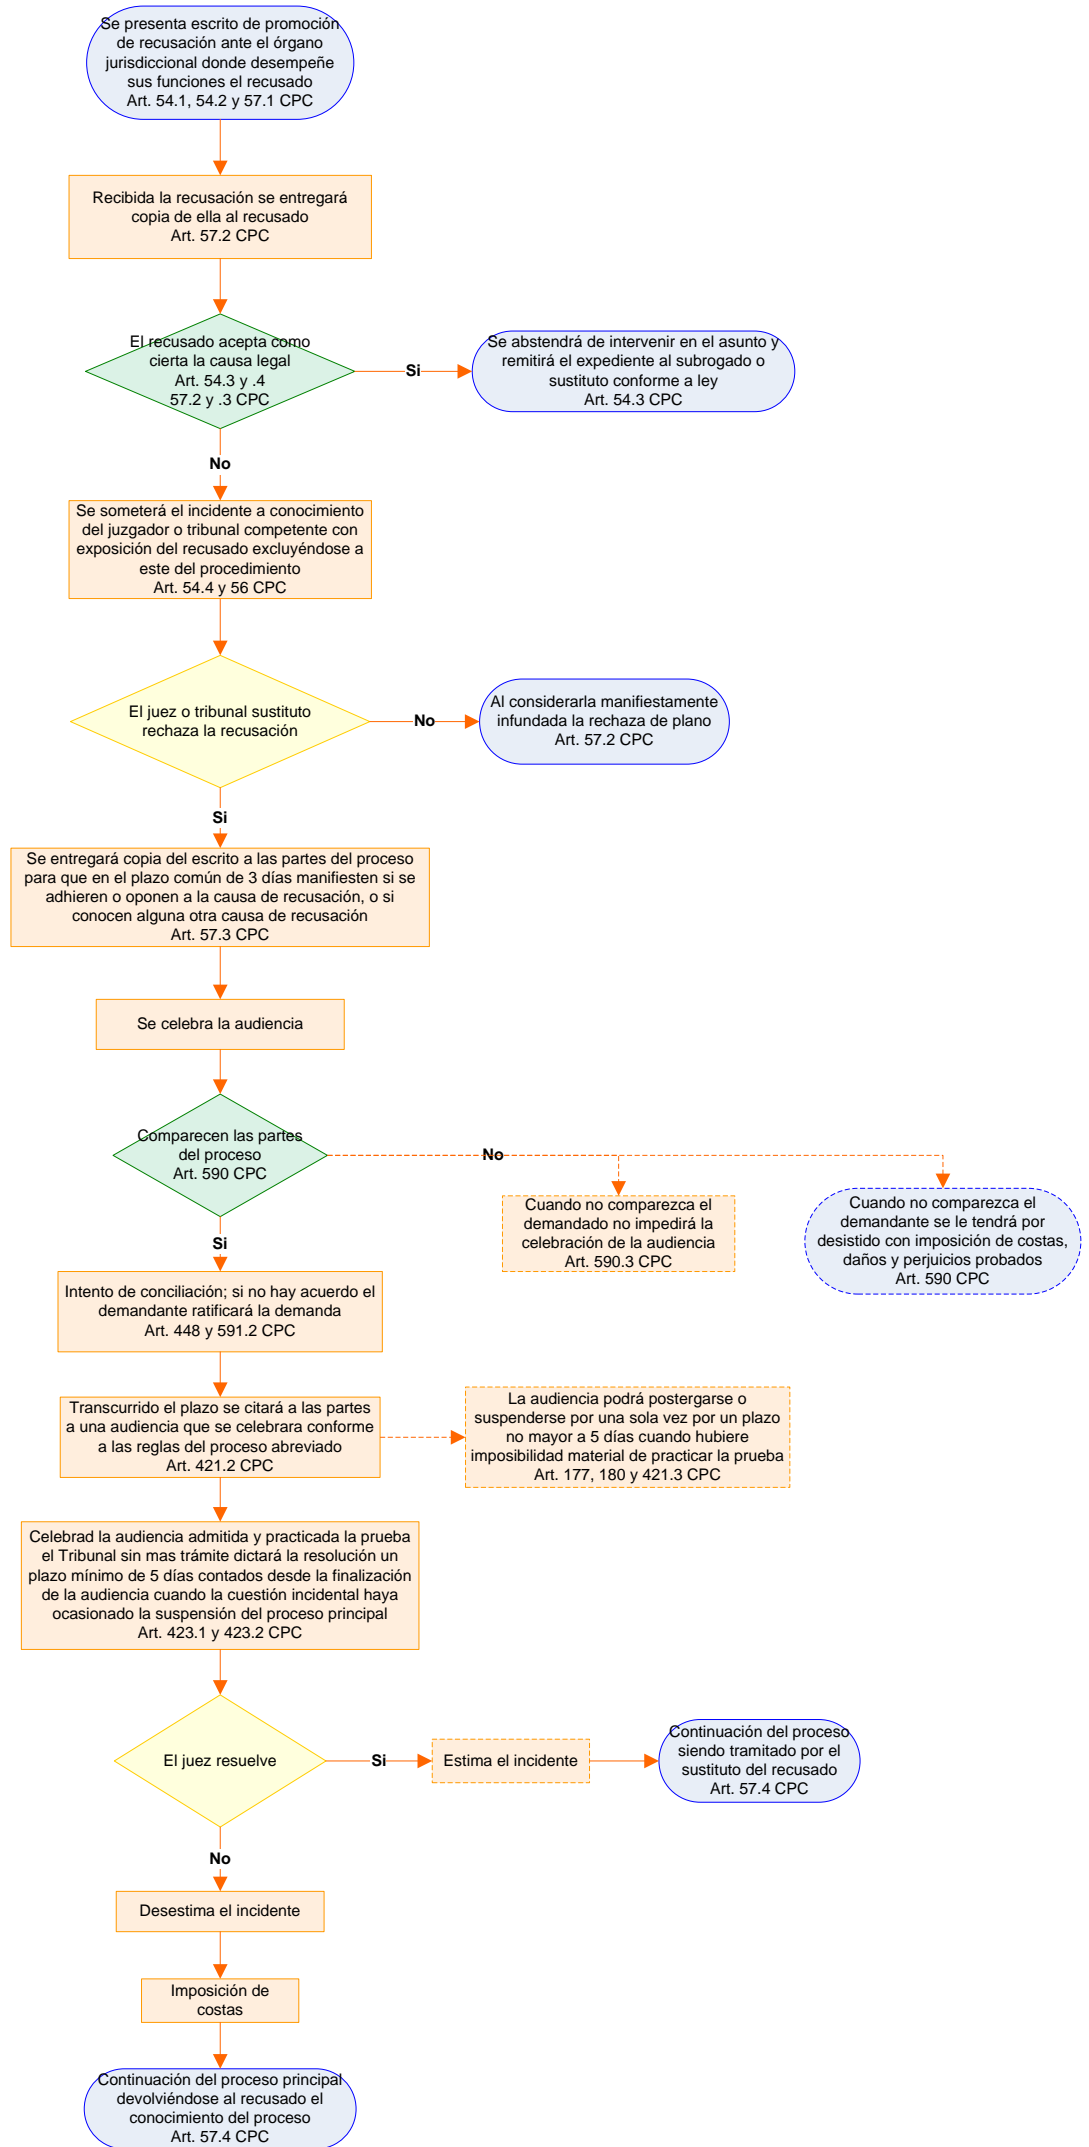 Se presenta escrito de promoción
de recusación ante el órgano
jurisdiccional donde desempeñe
sus funciones el recusado
Art. 54.1, 54.2 y 57.1 CPC
Recibida la recusación se entregará
copia de ella al recusado
Art. 57.2 CPC
El recusado acepta como
cierta la causa legal
Art. 54.3 y .4
57.2 y .3 CPC
Si
Se abstendrá de intervenir en el asunto y
remitirá el expediente al subrogado o
sustituto conforme a ley
Art. 54.3 CPC
No
Se someterá el incidente a conocimiento
del juzgador o tribunal competente con
exposición del recusado excluyéndose a
este del procedimiento
Art. 54.4 y 56 CPC
El juez o tribunal sustituto
rechaza la recusación
No
Al considerarla manifiestamente
infundada la rechaza de plano
Art. 57.2 CPC
Si
Se entregará copia del escrito a las partes del proceso
para que en el plazo común de 3 días manifiesten si se
adhieren o oponen a la causa de recusación, o si
conocen alguna otra causa de recusación
Art. 57.3 CPC
Se celebra la audiencia
Comparecen las partes
del proceso
Art. 590 CPC
No
Cuando no comparezca el
demandado no impedirá la
celebración de la audiencia
Art. 590.3 CPC
Cuando no comparezca el
demandante se le tendrá por
desistido con imposición de costas,
daños y perjuicios probados
Art. 590 CPC
Si
Intento de conciliación; si no hay acuerdo el
demandante ratificará la demanda
Art. 448 y 591.2 CPC
Transcurrido el plazo se citará a las partes
a una audiencia que se celebrara conforme
a las reglas del proceso abreviado
Art. 421.2 CPC
La audiencia podrá postergarse o
suspenderse por una sola vez por un plazo
no mayor a 5 días cuando hubiere
imposibilidad material de practicar la prueba
Art. 177, 180 y 421.3 CPC
Celebrad la audiencia admitida y practicada la prueba
el Tribunal sin mas trámite dictará la resolución un
plazo mínimo de 5 días contados desde la finalización
de la audiencia cuando la cuestión incidental haya
ocasionado la suspensión del proceso principal
Art. 423.1 y 423.2 CPC
El juez resuelve
Si
Estima el incidente
Continuación del proceso
siendo tramitado por el
sustituto del recusado
Art. 57.4 CPC
No
Desestima el incidente
Imposición de
costas
Continuación del proceso principal
devolviéndose al recusado el
conocimiento del proceso
Art. 57.4 CPC